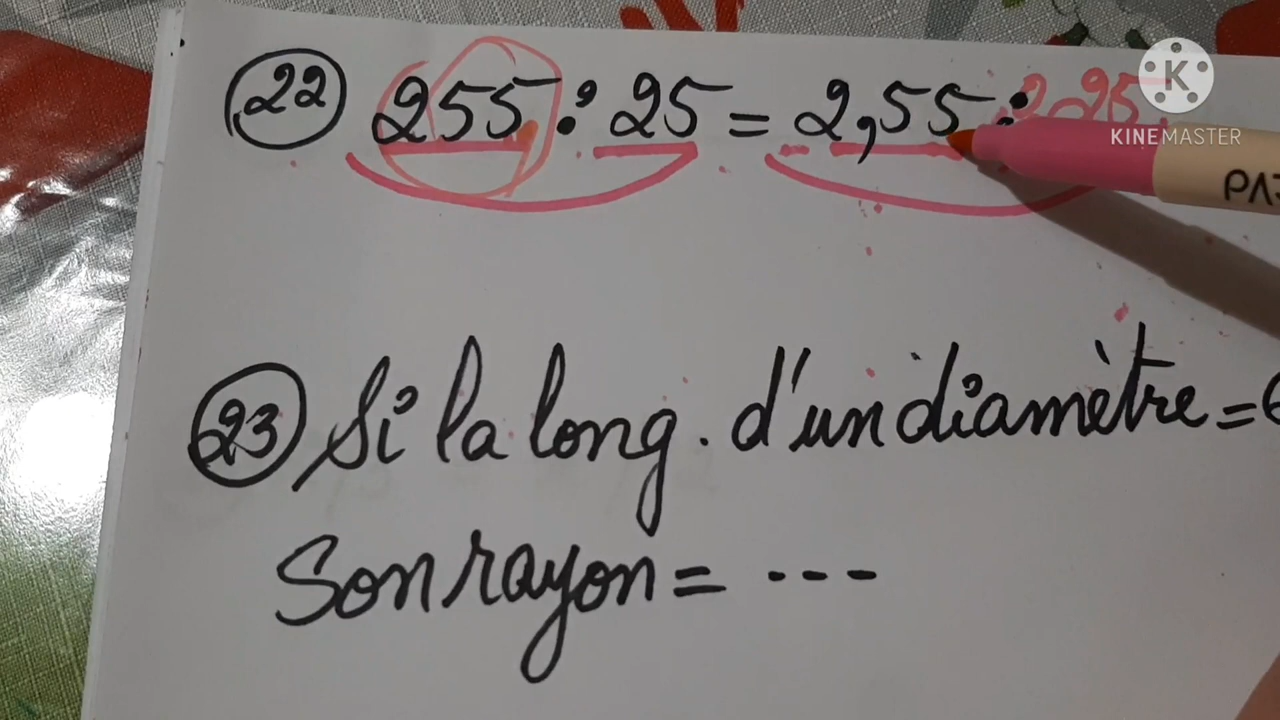 22 255 : 25 = 2,55 :
KINEMASTER
23 Si la long. d'un diamètre =
Son rayon = ---